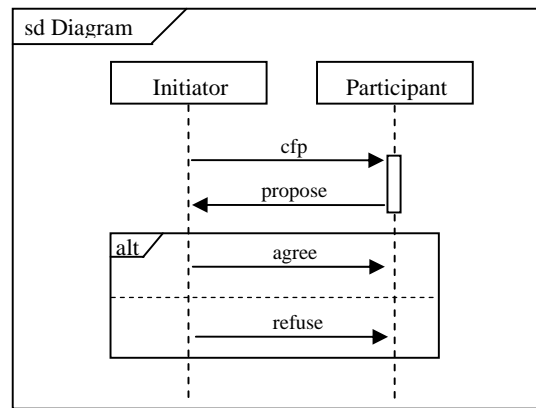 sd Diagram
Initiator
Participant
cfp
propose
alt
agree
refuse